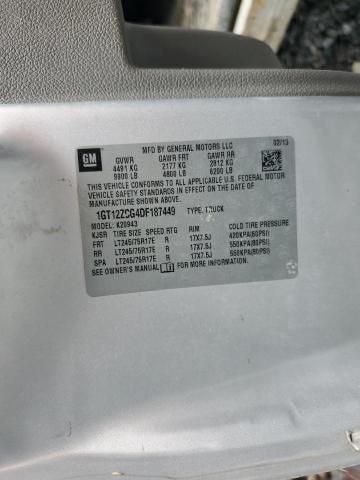 MFD BY GENERAL MOTORS LLC 02/13
GM GVWR GAWR FRT GAWR RR
4491 KG 2177 KG 2812 KG
9900 LB 4800 LB 6200 LB
THIS VEHICLE CONFORMS TO ALL APPLICABLE U.S. FEDERAL MOTOR
VEHICLE SAFETY STANDARDS IN EFFECT ON THE DATE OF
MANUFACTURE SHOWN ABOVE.
1GT12ZCG4DF187449 TYPE: TRUCK
MODEL: K20943
KJSR TIRE SIZE SPEED RTG RIM COLD TIRE PRESSURE
FRT LT245/75R17E R 17X7.5J 420KPA(60PSI)
RR LT245/75R17E R 17X7.5J 550KPA(80PSI)
SPA LT245/75R17E R 17X7.5J 550KPA(80PSI)
SEE OWNER'S MANUAL FOR MORE INFORMATION.